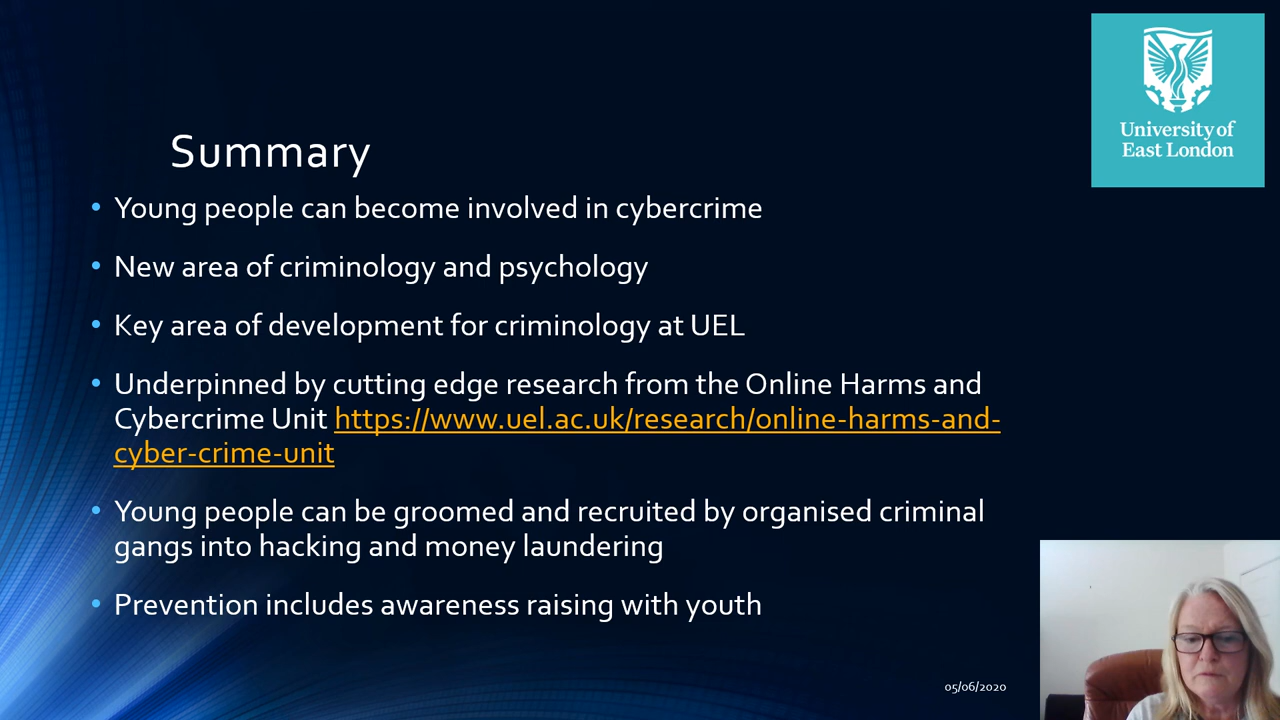 University of
East London
Summary
• Young people can become involved in cybercrime
• New area of criminology and psychology
• Key area of development for criminology at UEL
• Underpinned by cutting edge research from the Online Harms and
Cybercrime Unit https://www.uel.ac.uk/research/online-harms-and-
cyber-crime-unit
• Young people can be groomed and recruited by organised criminal
gangs into hacking and money laundering
• Prevention includes awareness raising with youth
05/06/2020